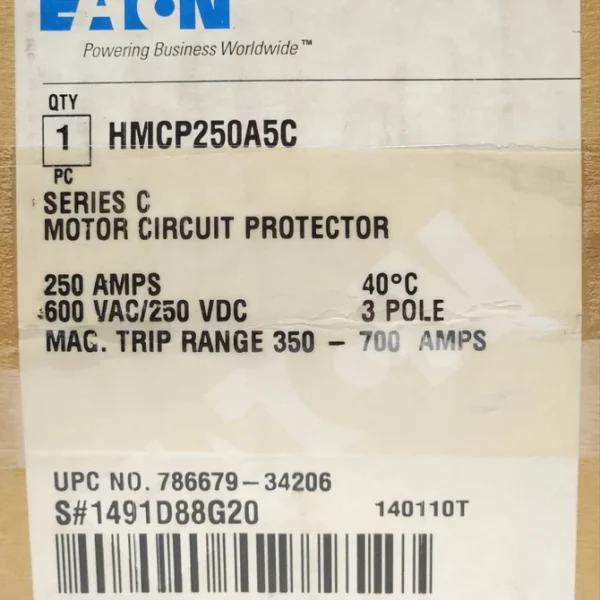 EATON
Powering Business Worldwide™
QTY
1 HMCP250A5C
PC
SERIES C
MOTOR CIRCUIT PROTECTOR
250 AMPS 40°C
600 VAC/250 VDC 3 POLE
MAG. TRIP RANGE 350 - 700 AMPS
UPC NO. 786679-34206
S#1491D88G20 140110T